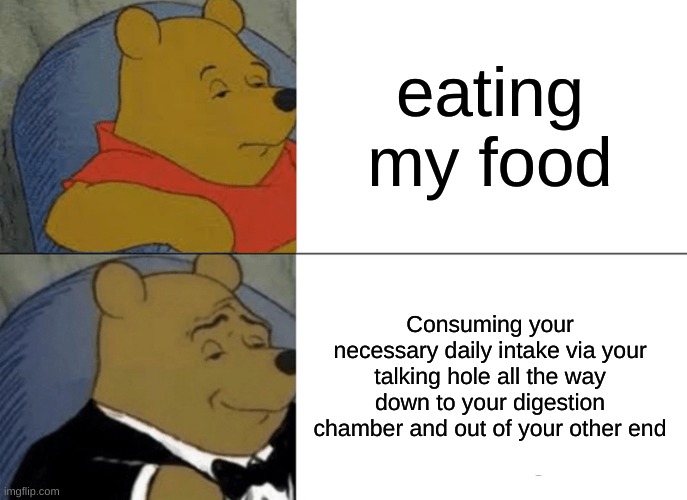 eating
my food
Consuming your
necessary daily intake via your
talking hole all the way
down to your digestion
chamber and out of your other end
imgflip.com